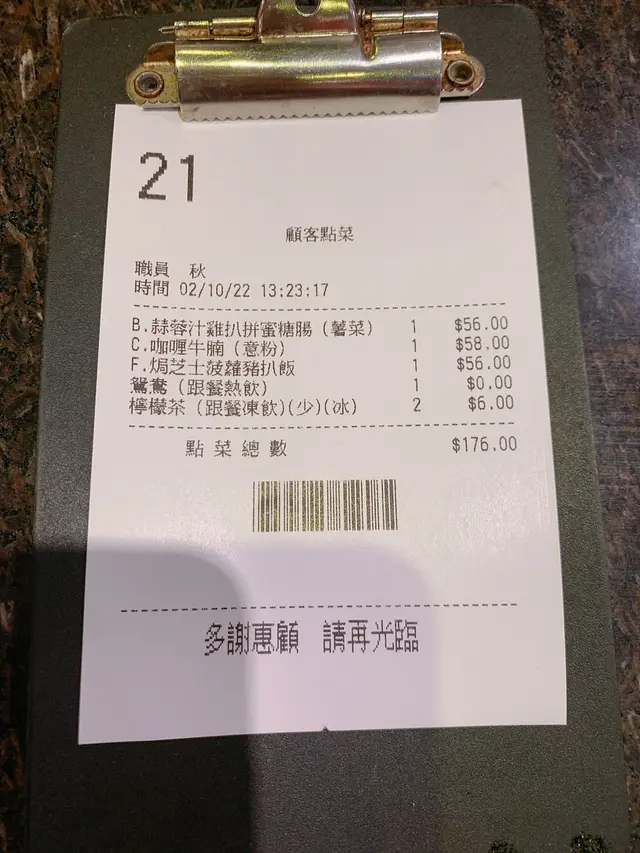 21
顧客點菜
職員 秋
時間 02/10/22 13:23:17
B.蒜蓉汁雞扒拼蜜糖腸 (薯菜) 1 $56.00
C.咖喱牛腩 (意粉) 1 $58.00
F.焗芝士菠蘿豬扒飯 1 $56.00
鴛鴦 (跟餐熱飲) 1 $0.00
檸檬茶 (跟餐凍飲)(少)(冰) 2 $6.00
點菜總數 $176.00
多謝惠顧 請再光臨